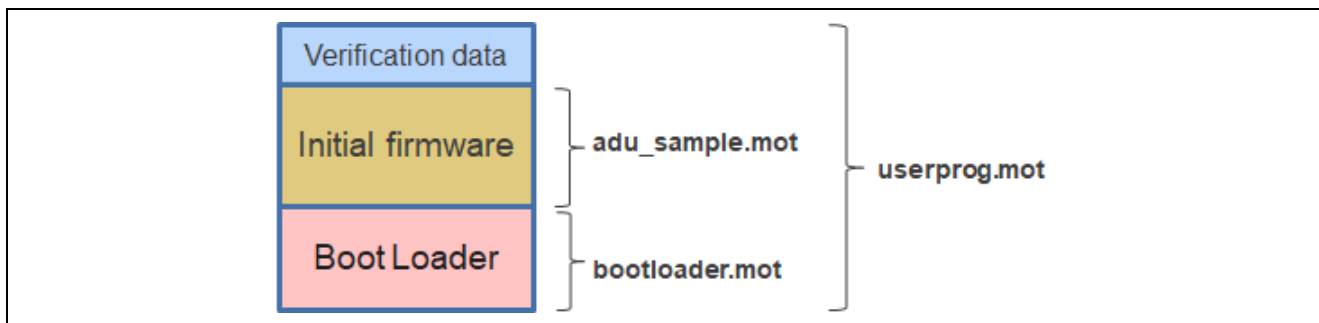 Verification data
Initial firmware
adu_sample.mot
userprog.mot
Boot Loader
bootloader.mot